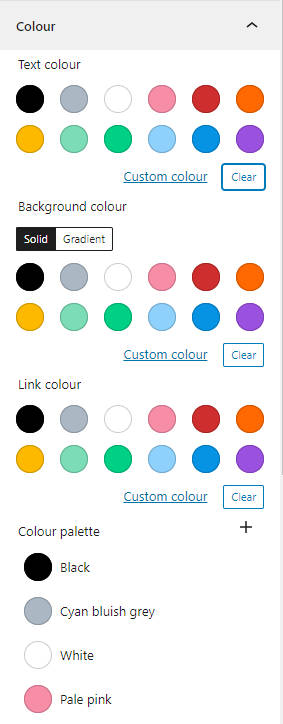 Colour
Text colour
Custom colour Clear
Background colour
Solid Gradient
Custom colour Clear
Link colour
Custom colour Clear
Colour palette
Black
Cyan bluish grey
White
Pale pink